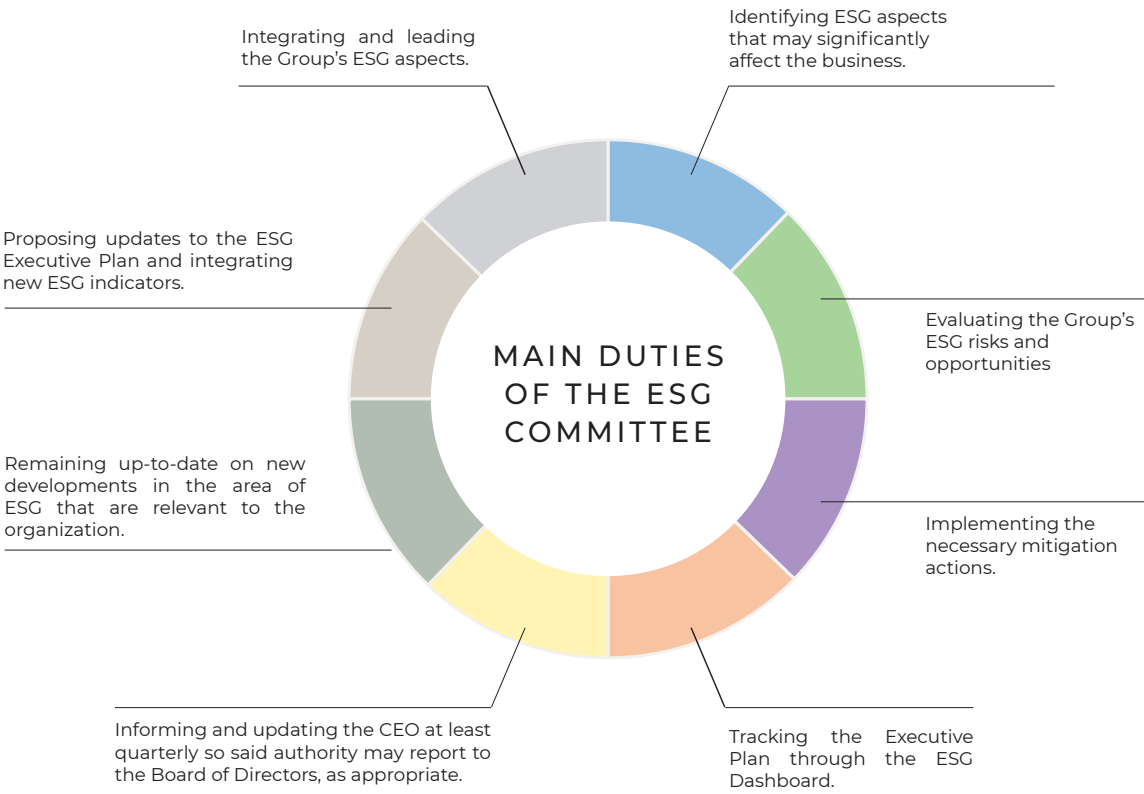 Integrating and leading
the Group’s ESG aspects.
Identifying ESG aspects
that may significantly
affect the business.
Proposing updates to the ESG
Executive Plan and integrating
new ESG indicators.
Evaluating the Group’s
ESG risks and
opportunities
MAIN DUTIES
OF THE ESG
COMMITTEE
Remaining up-to-date on new
developments in the area of
ESG that are relevant to the
organization.
Implementing the
necessary mitigation
actions.
Informing and updating the CEO at least
quarterly so said authority may report to
the Board of Directors, as appropriate.
Tracking the Executive
Plan through the ESG
Dashboard.